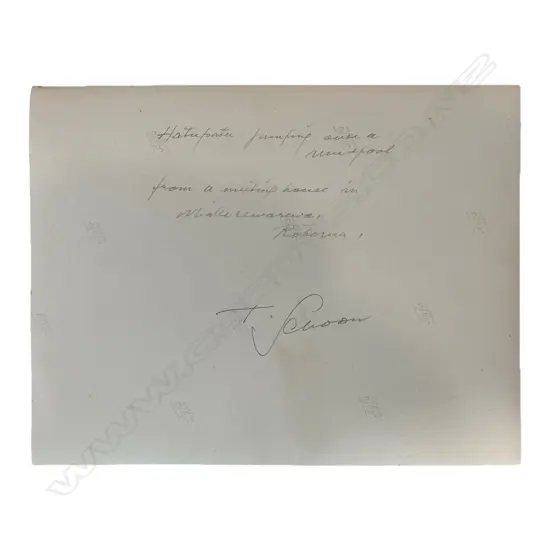 Hatupatu jumping over a
mudpool
from a meeting house in
Whakarewarewa,
Rotorua,
T. Schoon